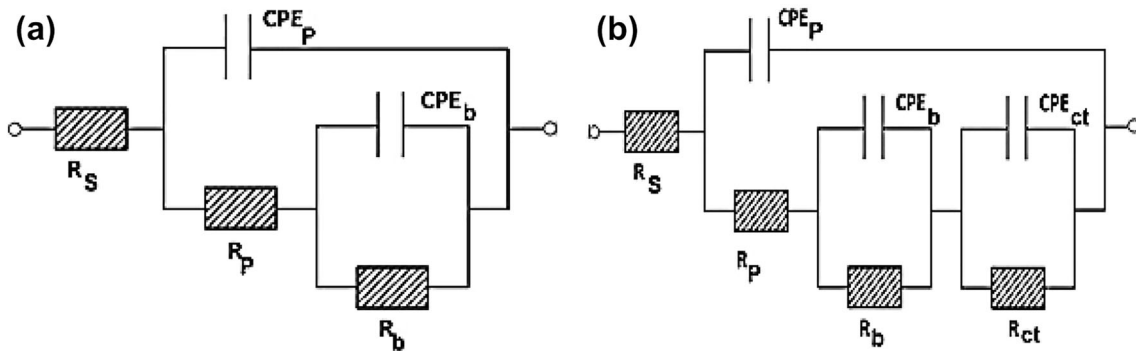 (a)
CPE_P
CPE_b
R_S
R_P
R_b
(b)
CPE_P
CPE_b
CPE_ct
R_S
R_P
R_b
R_ct